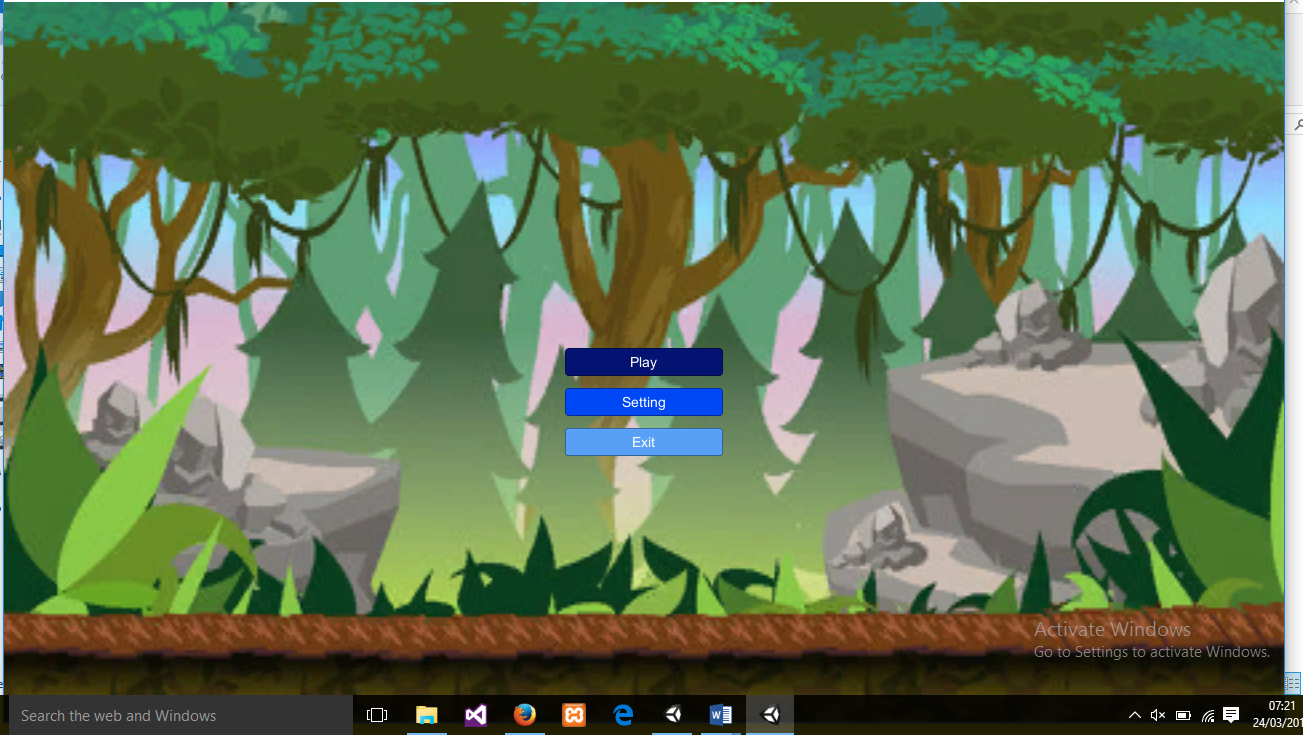 Play
Setting
Exit
Activate Windows
Go to Settings to activate Windows.
Search the web and Windows
07:21
24/03/201